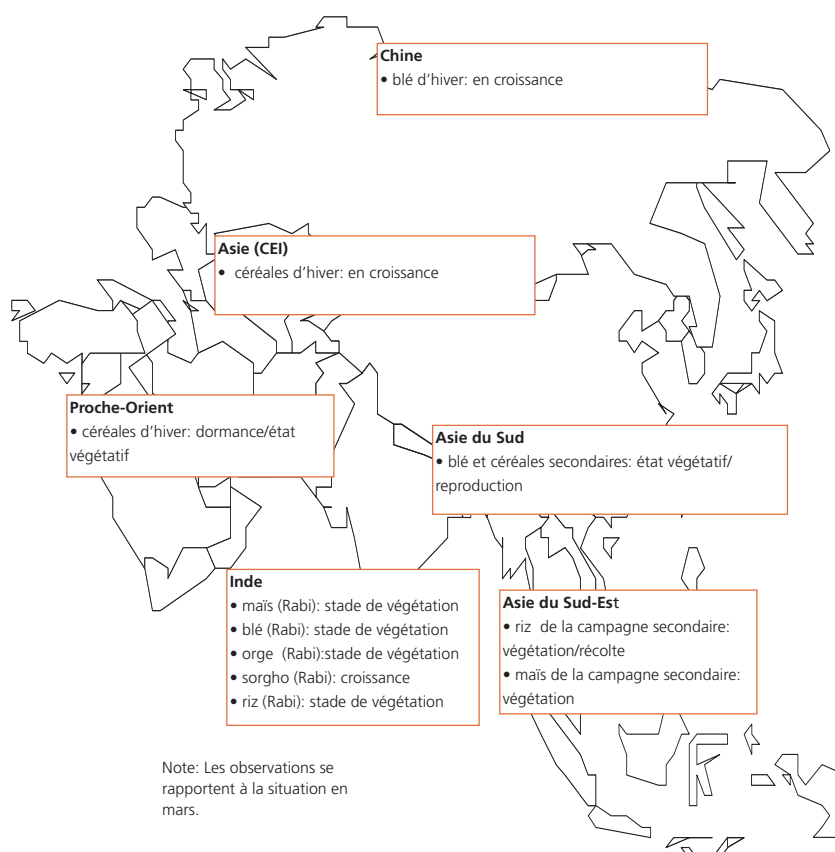 Chine
• blé d'hiver: en croissance
Asie (CEI)
• céréales d'hiver: en croissance
Proche-Orient
• céréales d'hiver: dormance/état
végétatif
Asie du Sud
• blé et céréales secondaires: état végétatif/
reproduction
Inde
• maïs (Rabi): stade de végétation
• blé (Rabi): stade de végétation
• orge (Rabi):stade de végétation
• sorgho (Rabi): croissance
• riz (Rabi): stade de végétation
Asie du Sud-Est
• riz de la campagne secondaire:
végétation/récolte
• maïs de la campagne secondaire:
végétation
Note: Les observations se
rapportent à la situation en
mars.